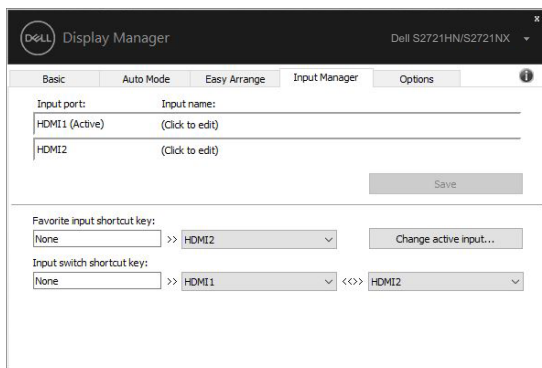 x
DELL Display Manager Dell S2721HN/S2721NX
Basic Auto Mode Easy Arrange Input Manager Options i
Input port: Input name:
HDMI1 (Active) (Click to edit)
HDMI2 (Click to edit)
Save
Favorite input shortcut key:
None >> HDMI2 Change active input...
Input switch shortcut key:
None >> HDMI1 <<>> HDMI2